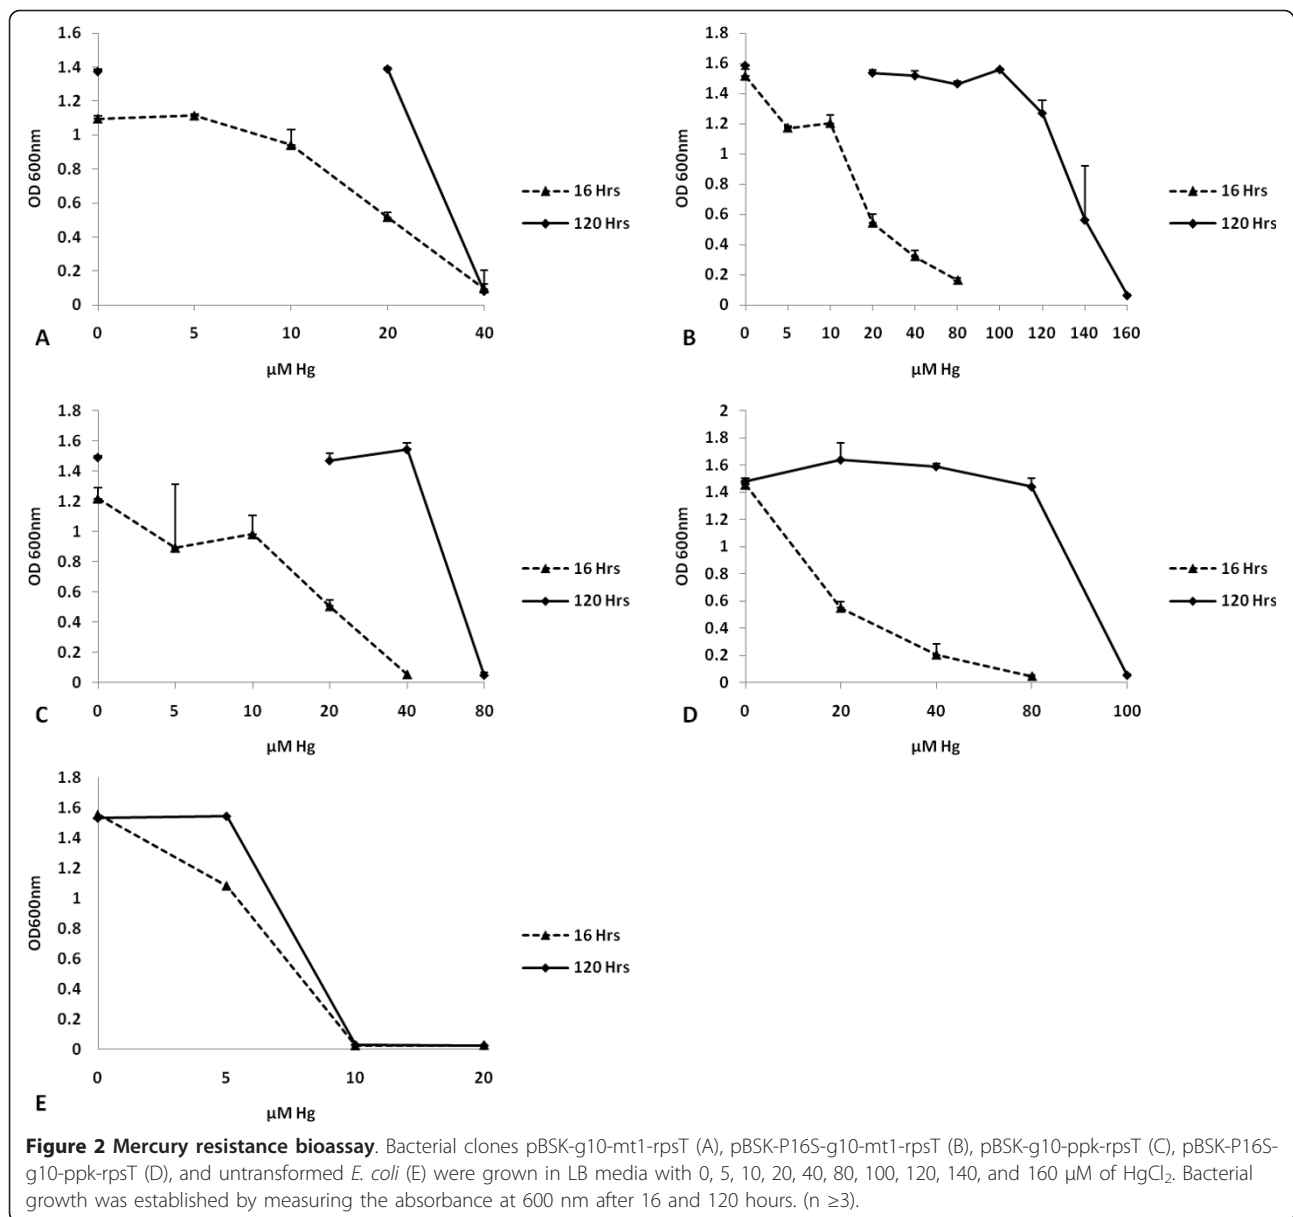 1.6
1.4
1.2
1
0.8
0.6
0.4
0.2
0
OD 600nm
0 5 10 20 40
µM Hg
A
16 Hrs
120 Hrs
1.8
1.6
1.4
1.2
1
0.8
0.6
0.4
0.2
0
OD 600nm
0 5 10 20 40 80 100 120 140 160
µM Hg
B
16 Hrs
120 Hrs
1.8
1.6
1.4
1.2
1
0.8
0.6
0.4
0.2
0
OD 600nm
0 5 10 20 40 80
µM Hg
C
16 Hrs
120 Hrs
2
1.8
1.6
1.4
1.2
1
0.8
0.6
0.4
0.2
0
OD 600nm
0 20 40 80 100
µM Hg
D
16 Hrs
120 Hrs
1.8
1.6
1.4
1.2
1
0.8
0.6
0.4
0.2
0
OD600nm
0 5 10 20
µM Hg
E
16 Hrs
120 Hrs
Figure 2 Mercury resistance bioassay. Bacterial clones pBSK-g10-mt1-rpsT (A), pBSK-P16S-g10-mt1-rpsT (B), pBSK-g10-ppk-rpsT (C), pBSK-P16S-
g10-ppk-rpsT (D), and untransformed E. coli (E) were grown in LB media with 0, 5, 10, 20, 40, 80, 100, 120, 140, and 160 μM of HgCl₂. Bacterial
growth was established by measuring the absorbance at 600 nm after 16 and 120 hours. (n ≥3).